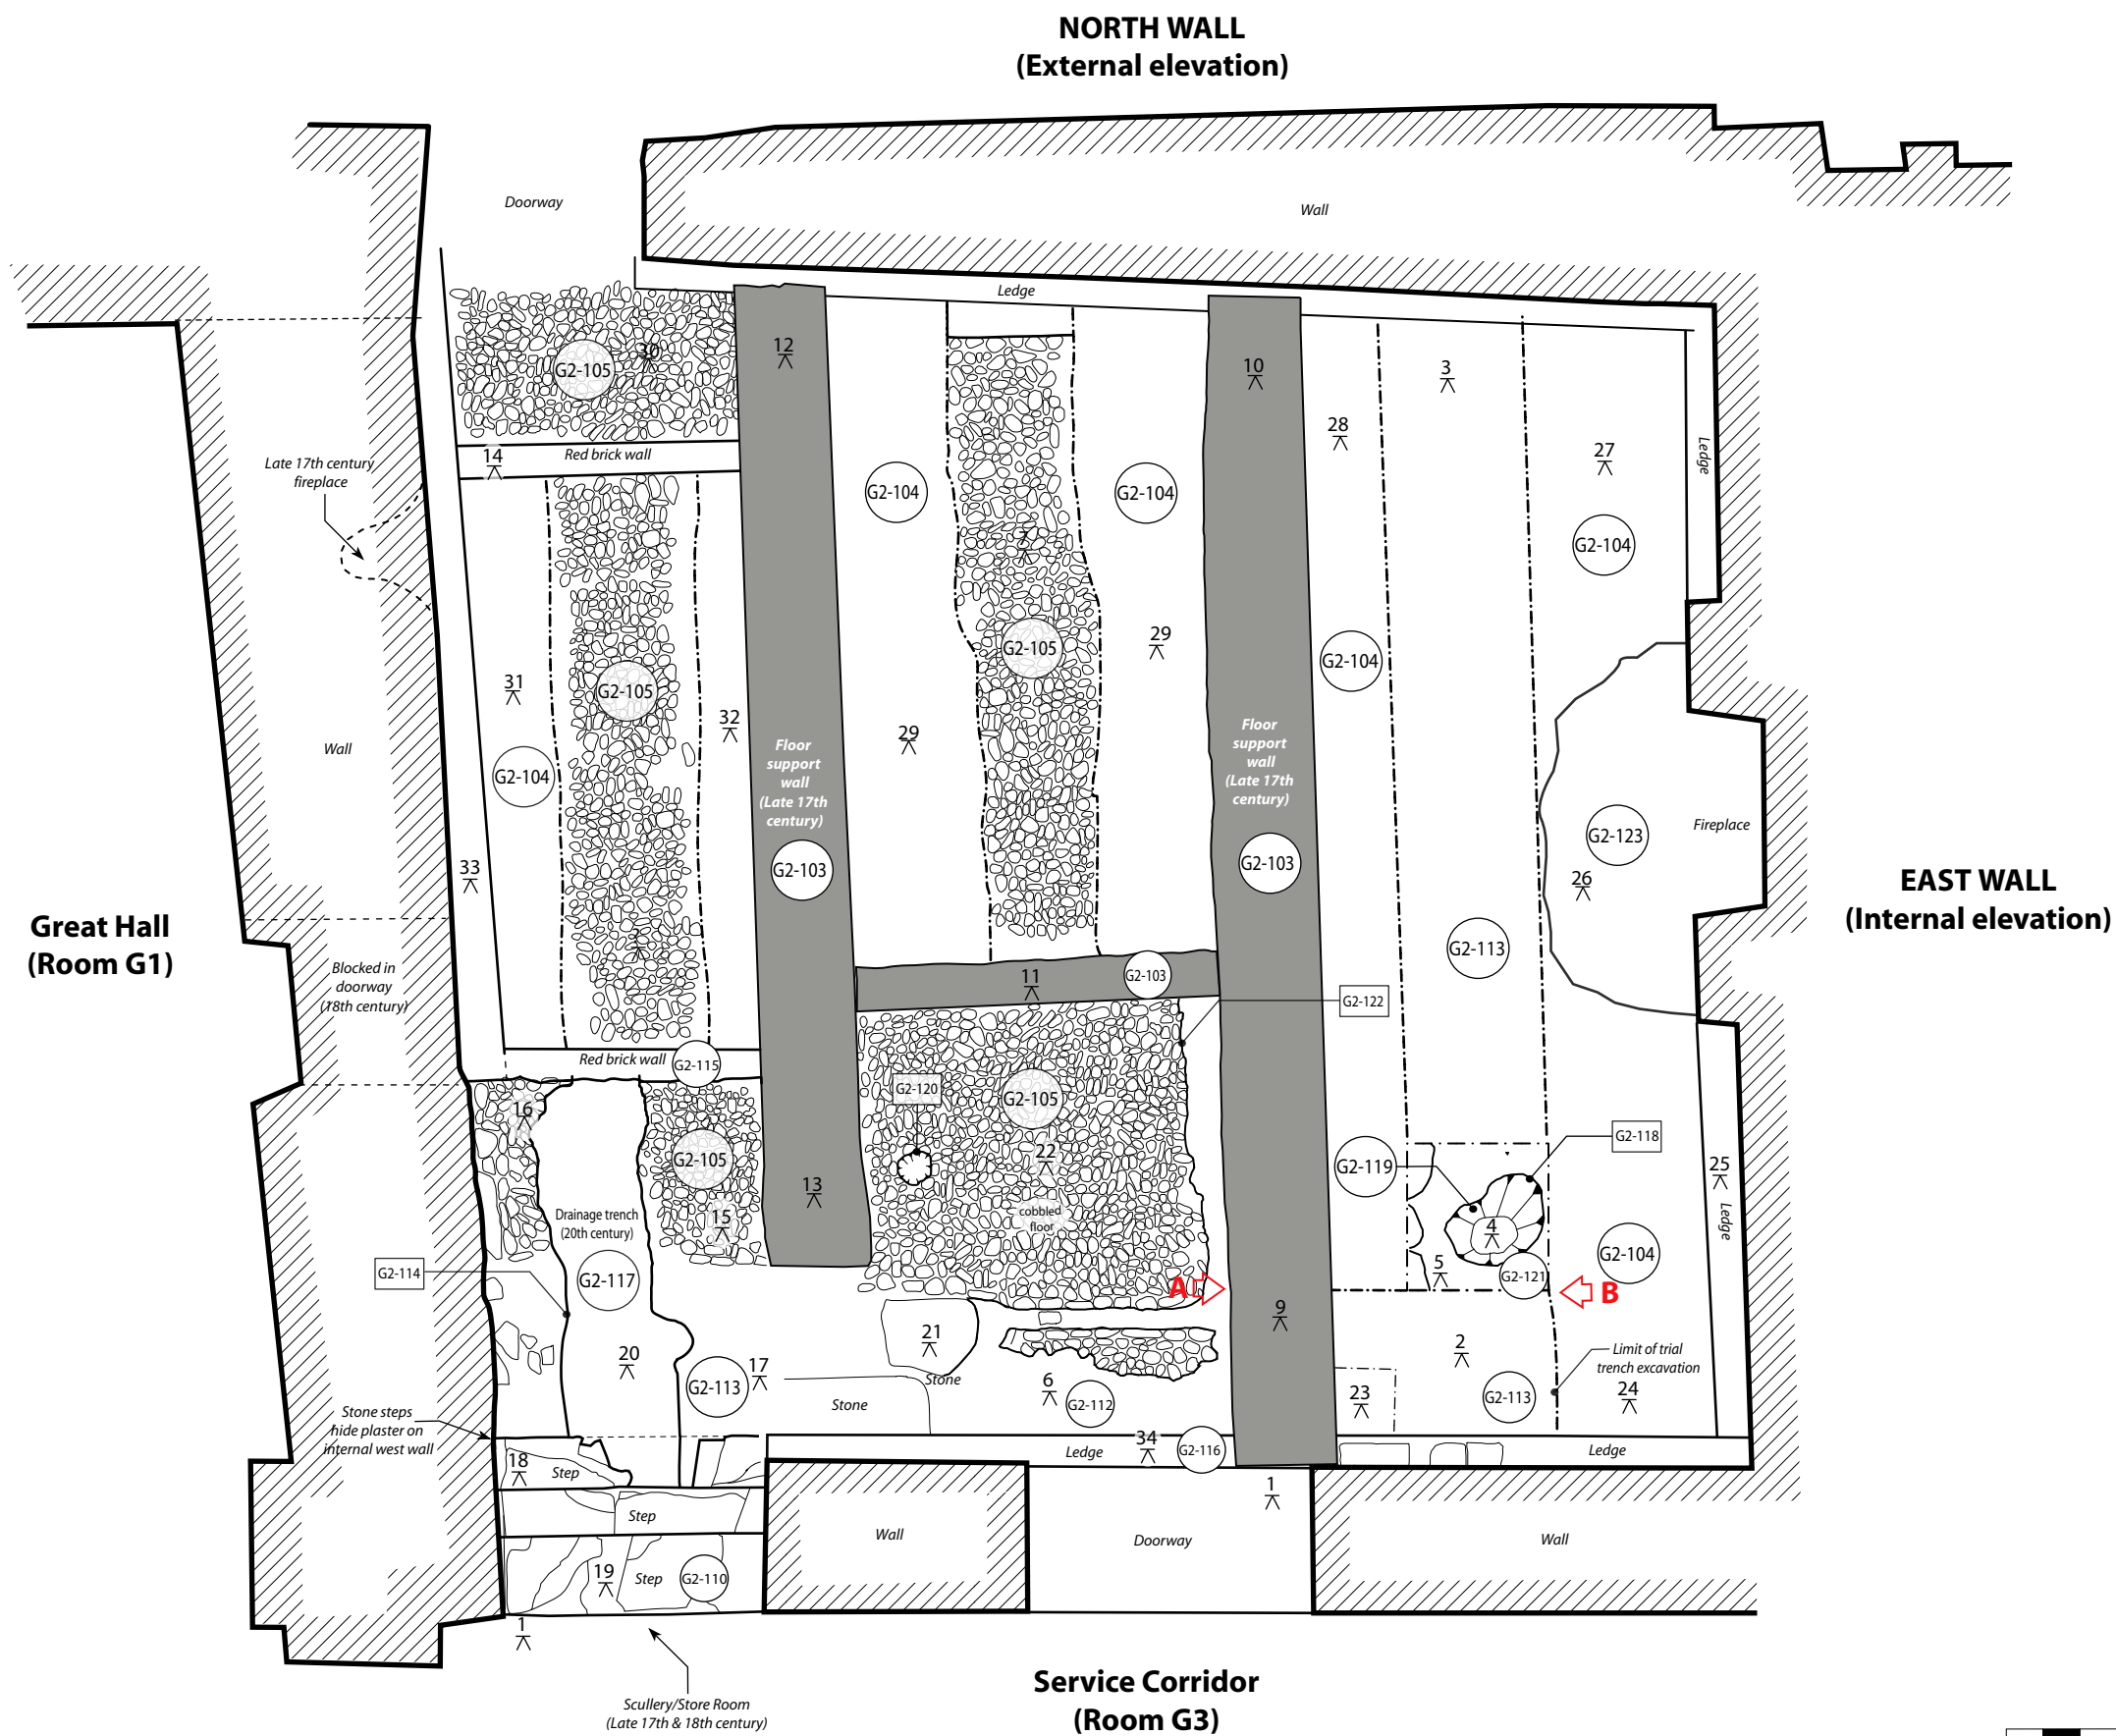 NORTH WALL
(External elevation)
Doorway
Wall
Ledge
12
10
3
30
G2-105
28
14
Red brick wall
27
Ledge
Late 17th century
fireplace
G2-104
G2-104
7
G2-104
G2-105
29
G2-104
31
G2-105
32
Wall
Floor
support
wall
(Late 17th
century)
29
Floor
support
wall
(Late 17th
century)
G2-104
G2-123
Fireplace
33
G2-103
G2-103
26
EAST WALL
(Internal elevation)
Great Hall
(Room G1)
G2-113
Blocked in
doorway
(18th century)
11
G2-103
G2-122
Red brick wall
G2-115
G2-120
G2-105
16
G2-118
G2-105
22
G2-119
25
13
cobbled
floor
Ledge
Drainage trench
(20th century)
15
4
G2-104
G2-114
G2-117
5
G2-121
A
B
9
21
2
Limit of trial
trench excavation
20
G2-113
17
Stone
6
G2-112
23
G2-113
24
Stone
Stone steps
hide plaster on
internal west wall
Ledge
34
G2-116
Ledge
18
Step
1
Step
Wall
Doorway
Wall
19
Step
G2-110
1
Service Corridor
(Room G3)
Scullery/Store Room
(Late 17th & 18th century)